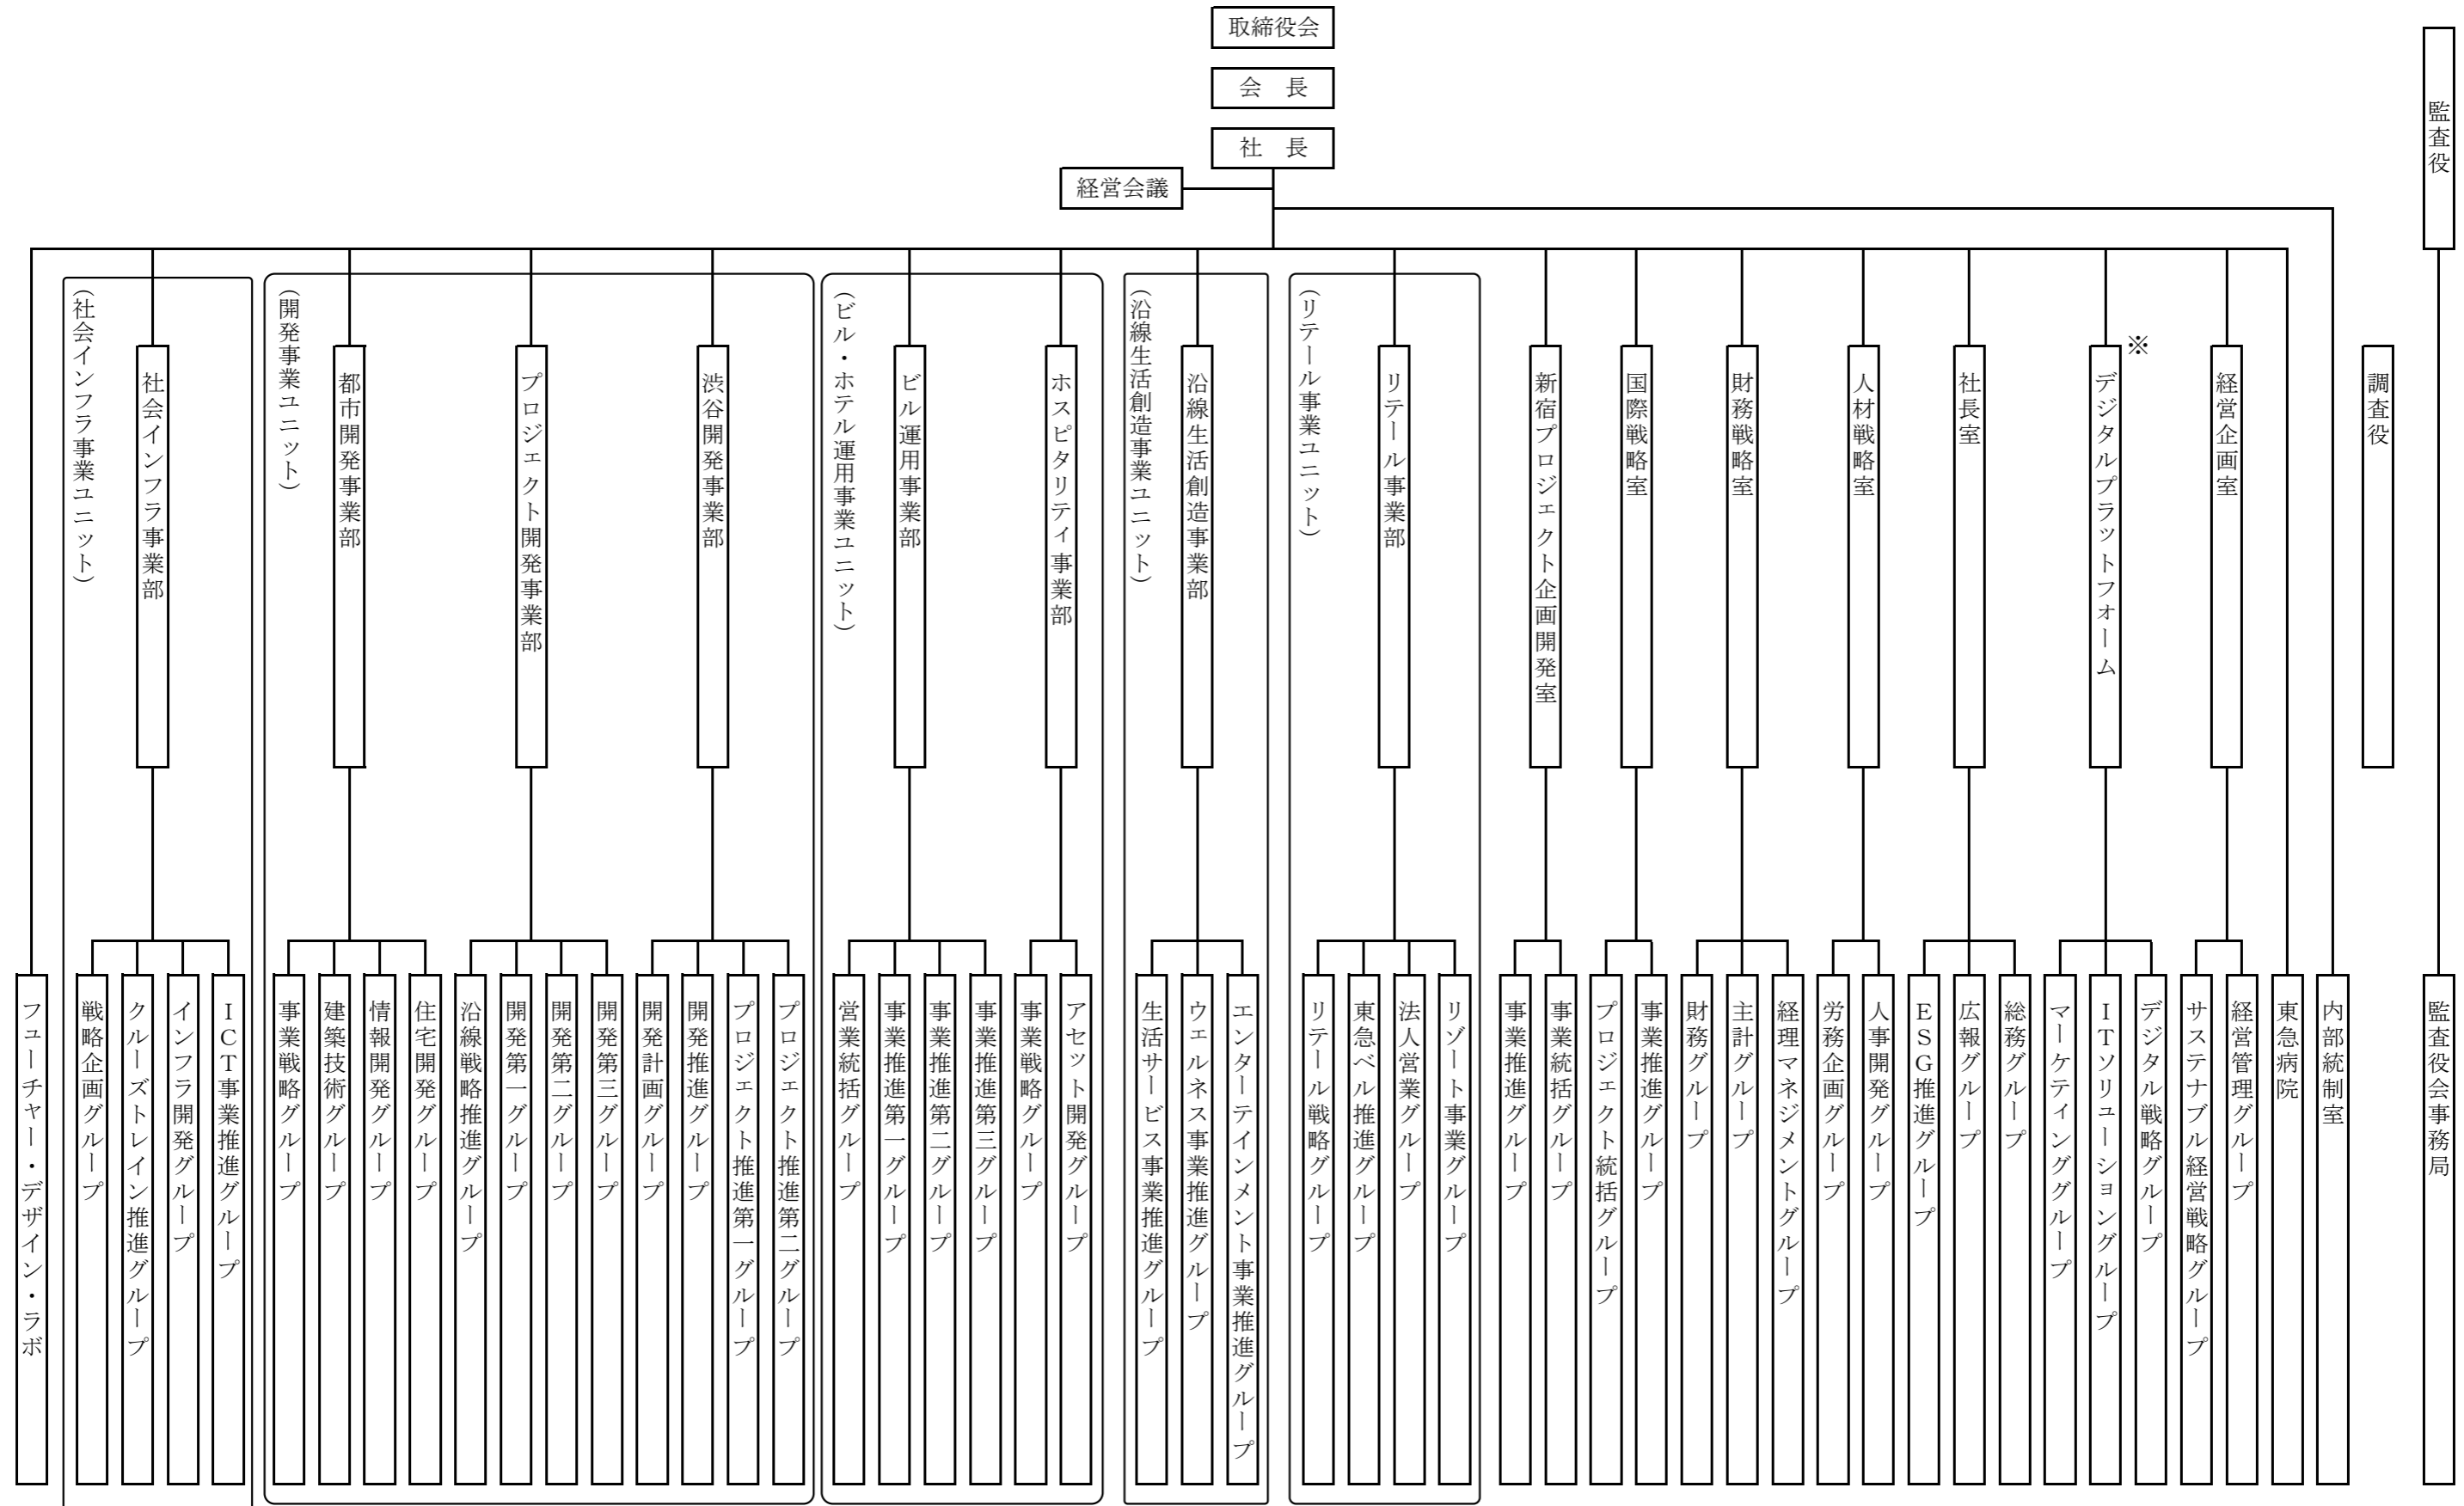 取締役会
会　長
社　長
経営会議
監査役
調査役
※
経営企画室
デジタルプラットフォーム
社長室
人材戦略室
財務戦略室
国際戦略室
新宿プロジェクト企画開発室
(リテール事業ユニット)
リテール事業部
(沿線生活創造事業ユニット)
沿線生活創造事業部
(ビル・ホテル運用事業ユニット)
ホスピタリティ事業部
ビル運用事業部
(開発事業ユニット)
渋谷開発事業部
プロジェクト開発事業部
都市開発事業部
(社会インフラ事業ユニット)
社会インフラ事業部
監査役会事務局
内部統制室
東急病院
経営管理グループ
サステナブル経営戦略グループ
デジタル戦略グループ
ITソリューショングループ
マーケティンググループ
総務グループ
広報グループ
ESG推進グループ
人事開発グループ
労務企画グループ
経理マネジメントグループ
主計グループ
財務グループ
事業推進グループ
プロジェクト統括グループ
事業統括グループ
事業推進グループ
リゾート事業グループ
法人営業グループ
東急ベル推進グループ
リテール戦略グループ
エンターテインメント事業推進グループ
ウェルネス事業推進グループ
生活サービス事業推進グループ
アセット開発グループ
事業戦略グループ
事業推進第三グループ
事業推進第二グループ
事業推進第一グループ
営業統括グループ
プロジェクト推進第二グループ
プロジェクト推進第一グループ
開発推進グループ
開発計画グループ
開発第三グループ
開発第二グループ
開発第一グループ
沿線戦略推進グループ
住宅開発グループ
情報開発グループ
建築技術グループ
事業戦略グループ
ICT事業推進グループ
インフラ開発グループ
クルーズトレイン推進グループ
戦略企画グループ
フューチャー・デザイン・ラボ